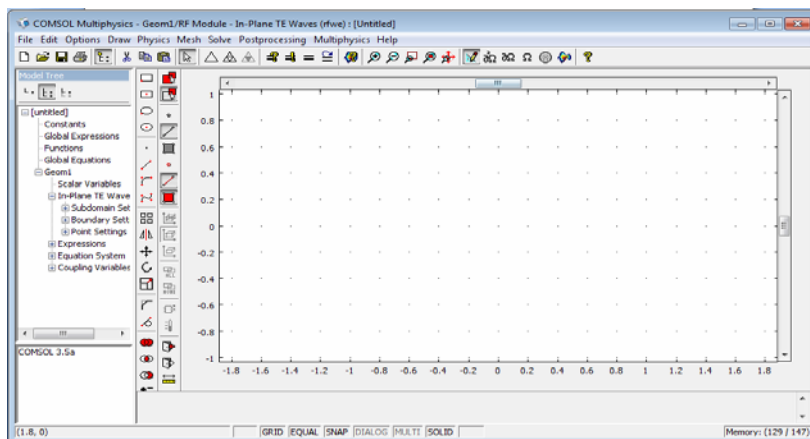 COMSOL Multiphysics - Geom1/RF Module - In-Plane TE Waves (rfwe) : [Untitled]
File Edit Options Draw Physics Mesh Solve Postprocessing Multiphysics Help
Model Tree
[untitled]
Constants
Global Expressions
Functions
Global Equations
Geom1
Scalar Variables
In-Plane TE Wave
Subdomain Set
Boundary Sett
Point Settings
Expressions
Equation System
Coupling Variables
COMSOL 3.5a
1
0.8
0.6
0.4
0.2
0
-0.2
-0.4
-0.6
-0.8
-1
-1.8 -1.6 -1.4 -1.2 -1 -0.8 -0.6 -0.4 -0.2 0 0.2 0.4 0.6 0.8 1 1.2 1.4 1.6 1.8
(1.8, 0) GRID EQUAL SNAP DIALOG MULTI SOLID Memory: (129 / 147)